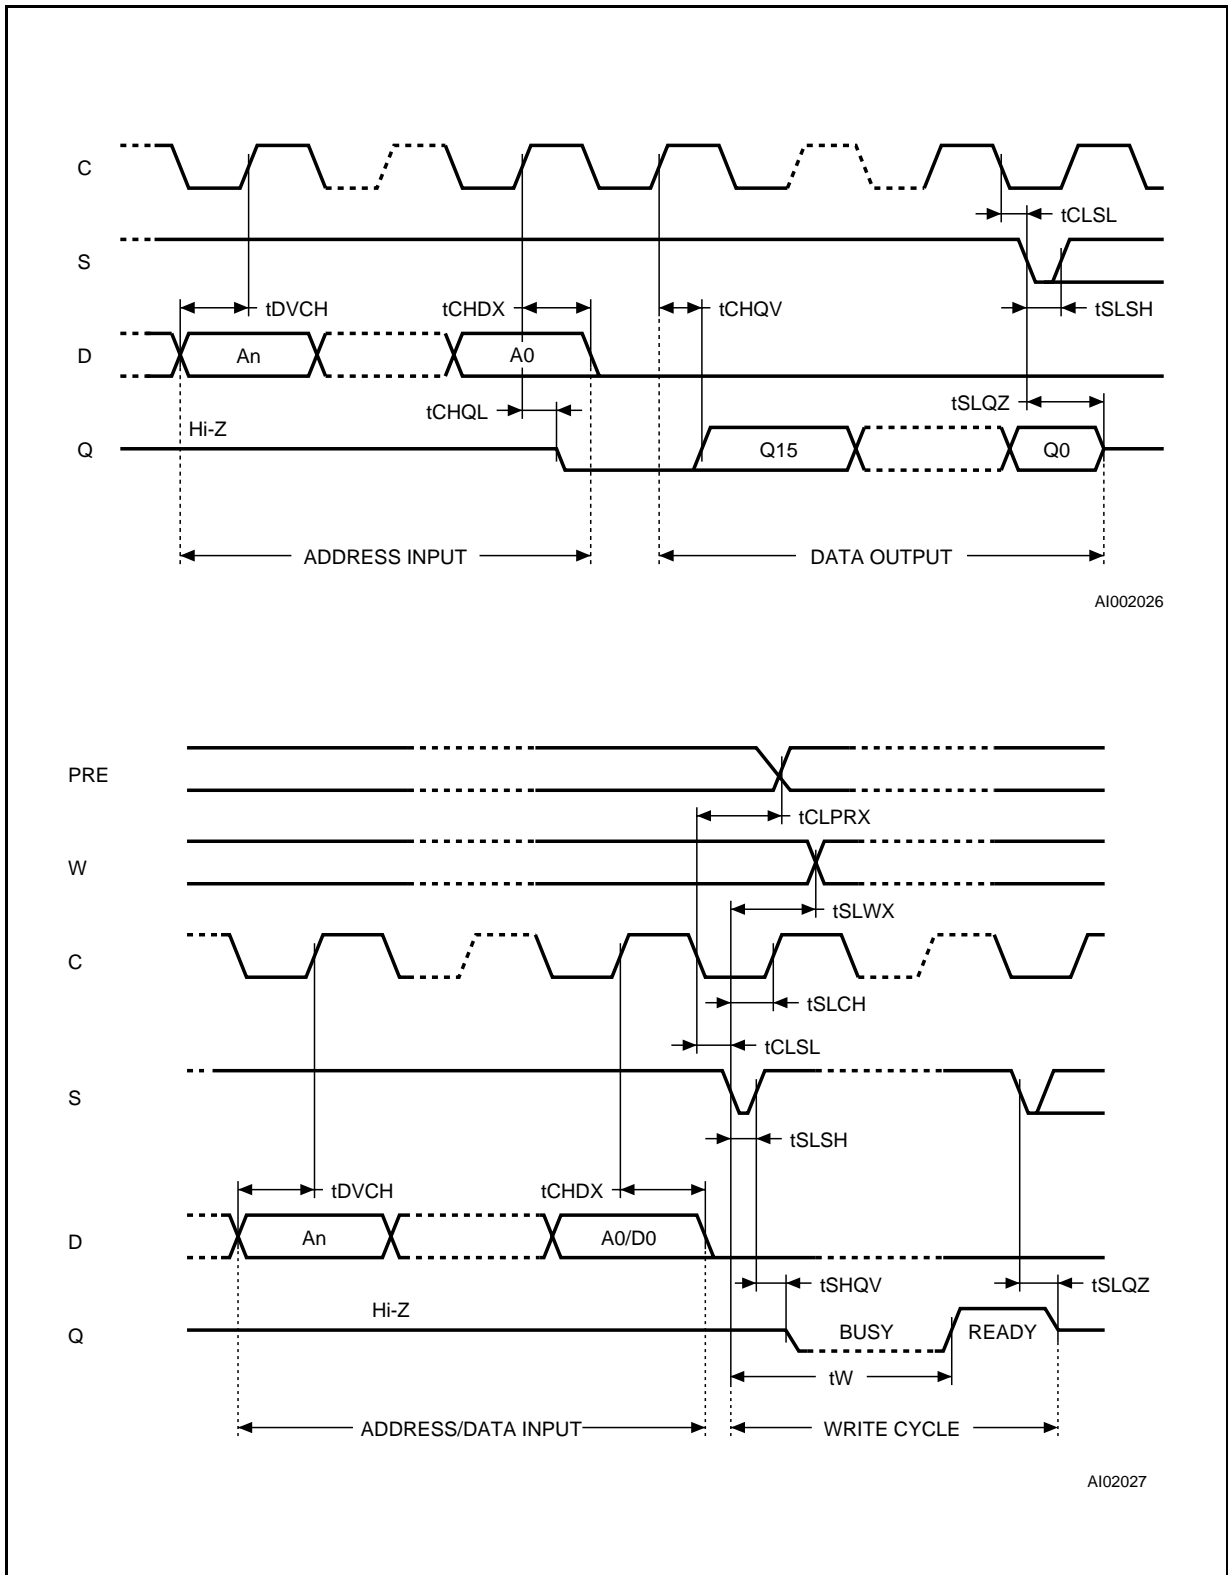 C
tCLSL
S
tDVCH
tCHDX
tCHQV
tSLSH
D
An
A0
tCHQL
tSLQZ
Hi-Z
Q
Q15
Q0
ADDRESS INPUT
DATA OUTPUT
AI002026
PRE
tCLPRX
W
tSLWX
C
tSLCH
tCLSL
S
tSLSH
tDVCH
tCHDX
D
An
A0/D0
tSHQV
tSLQZ
Hi-Z
Q
BUSY
READY
tW
ADDRESS/DATA INPUT
WRITE CYCLE
AI02027